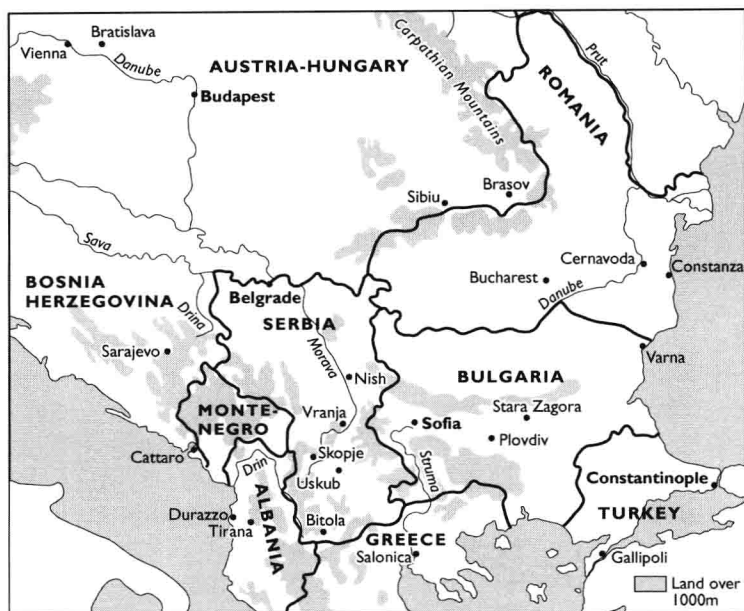 Vienna
Bratislava
Danube
AUSTRIA-HUNGARY
Budapest
Carpathian Mountains
Prut
ROMANIA
Sibiu
Brasov
Sava
BOSNIA
HERZEGOVINA
Drina
Sarajevo
Belgrade
SERBIA
Morava
Nish
Bucharest
Danube
Cernavoda
Constanza
Varna
BULGARIA
Stara Zagora
Sofia
Plovdiv
Struma
MONTE-
NEGRO
Vranja
Cattaro
Drin
Skopje
Uskub
Durazzo
Tirana
ALBANIA
Bitola
GREECE
Salonica
Constantinople
TURKEY
Gallipoli
Land over
1000m